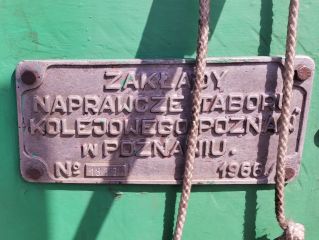 ZAKŁADY
NAPRAWCZE TABORU
KOLEJOWEGO POZNAŃ
W POZNANIU.
Nº 1966